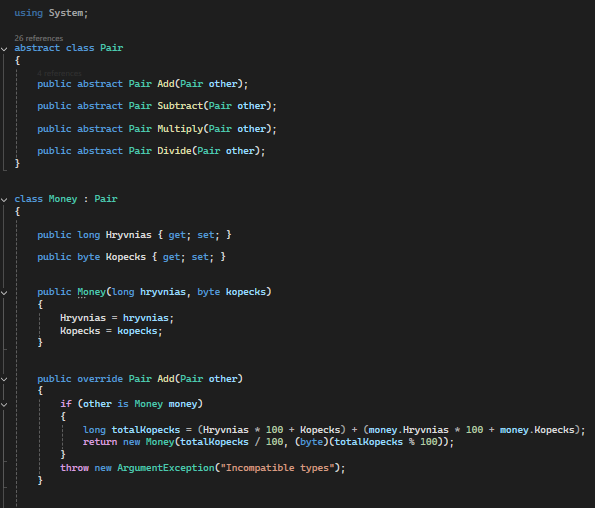 using System;
26 references
abstract class Pair
{
4 references
public abstract Pair Add(Pair other);
public abstract Pair Subtract(Pair other);
public abstract Pair Multiply(Pair other);
public abstract Pair Divide(Pair other);
}
class Money : Pair
{
public long Hryvnias { get; set; }
public byte Kopecks { get; set; }
public Money(long hryvnias, byte kopecks)
{
Hryvnias = hryvnias;
Kopecks = kopecks;
}
public override Pair Add(Pair other)
{
if (other is Money money)
{
long totalKopecks = (Hryvnias * 100 + Kopecks) + (money.Hryvnias * 100 + money.Kopecks);
return new Money(totalKopecks / 100, (byte)(totalKopecks % 100));
}
throw new ArgumentException("Incompatible types");
}